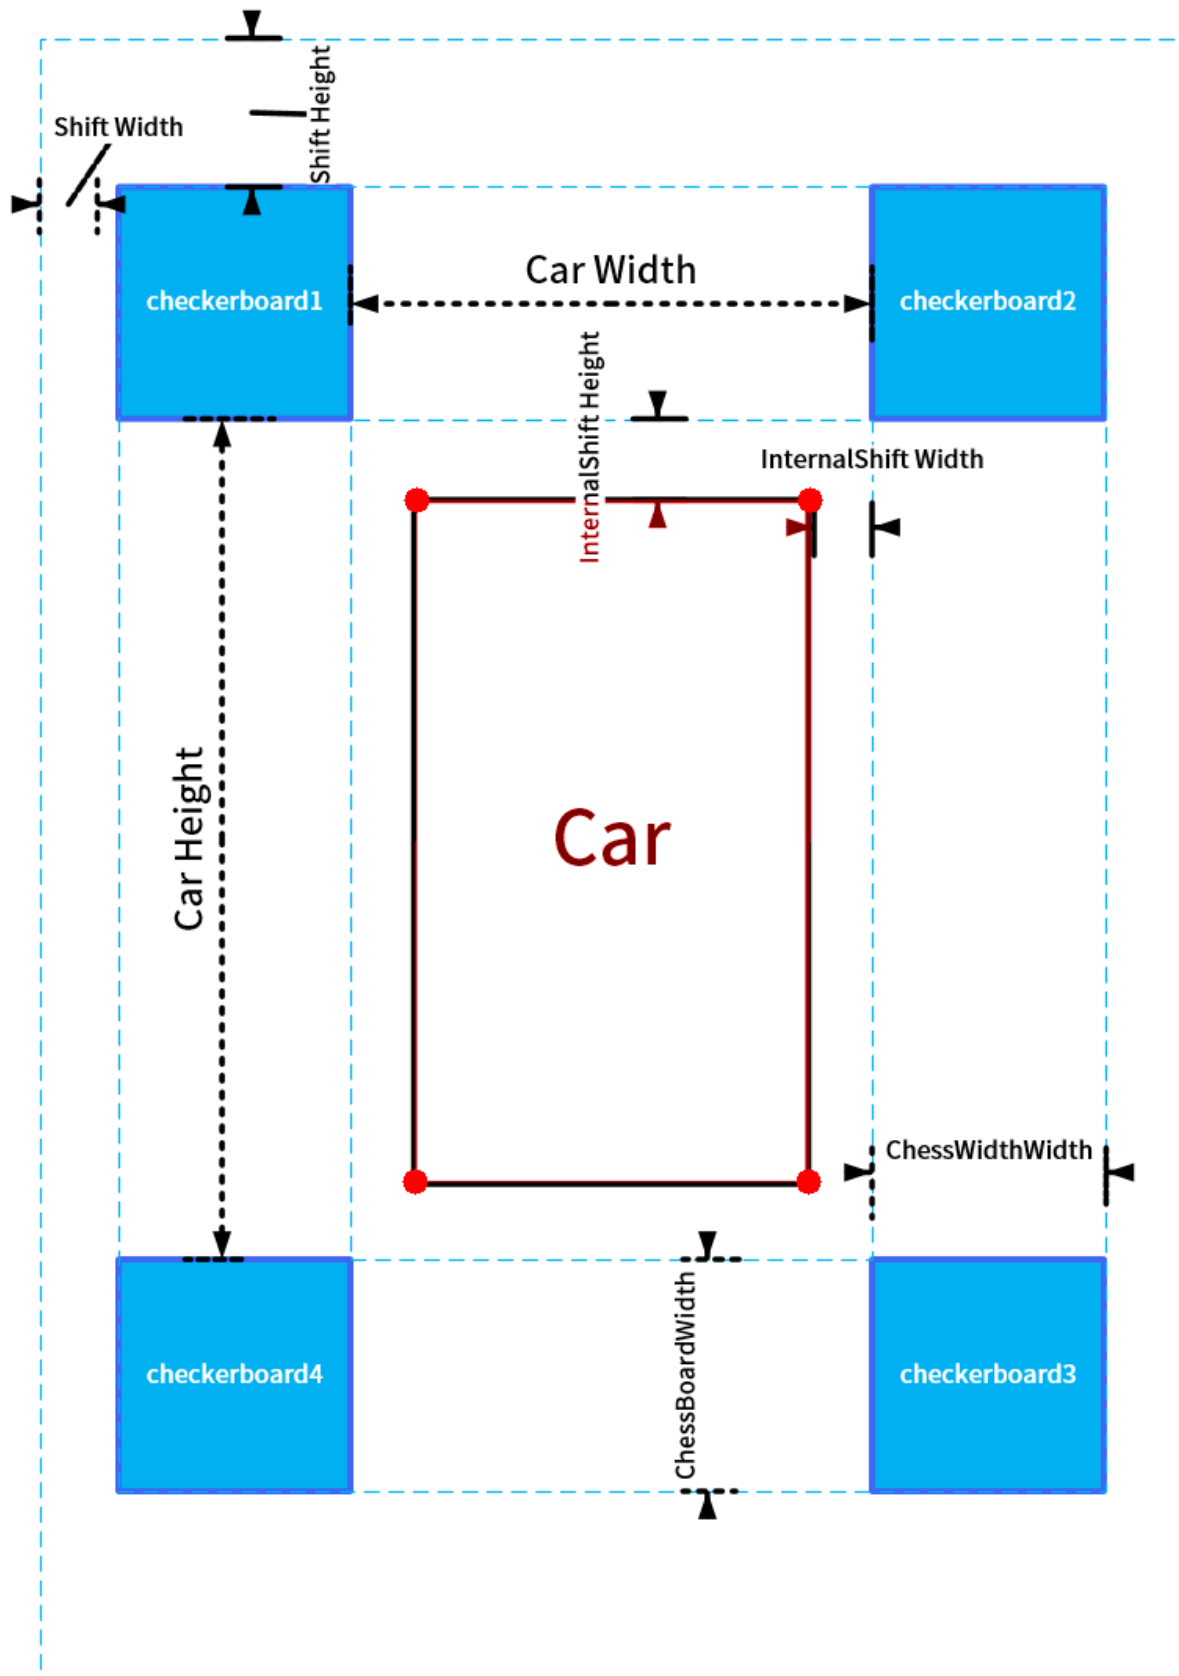 Shift Height
Shift Width
Car Width
checkerboard1
checkerboard2
InternalShift Height
InternalShift Width
Car Height
Car
ChessWidthWidth
ChessBoardWidth
checkerboard4
checkerboard3